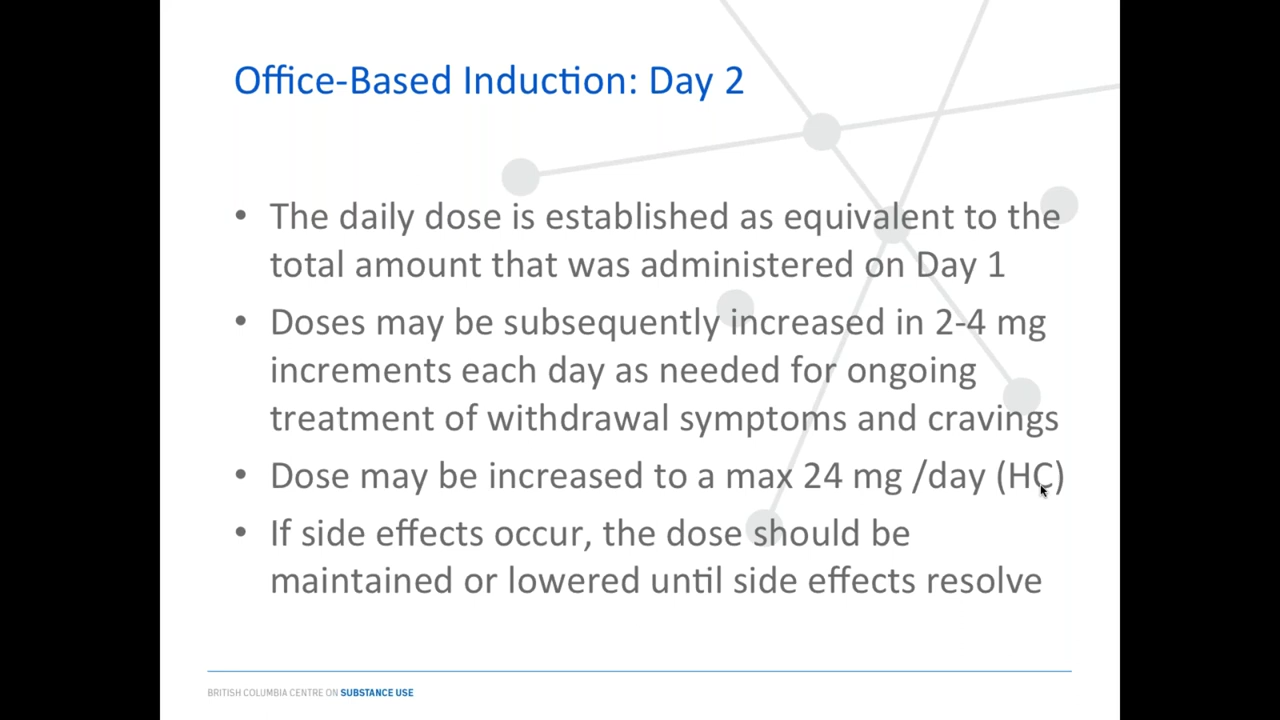 Office-Based Induction: Day 2
• The daily dose is established as equivalent to the
total amount that was administered on Day 1
• Doses may be subsequently increased in 2-4 mg
increments each day as needed for ongoing
treatment of withdrawal symptoms and cravings
• Dose may be increased to a max 24 mg /day (HC)
• If side effects occur, the dose should be
maintained or lowered until side effects resolve
BRITISH COLUMBIA CENTRE ON SUBSTANCE USE